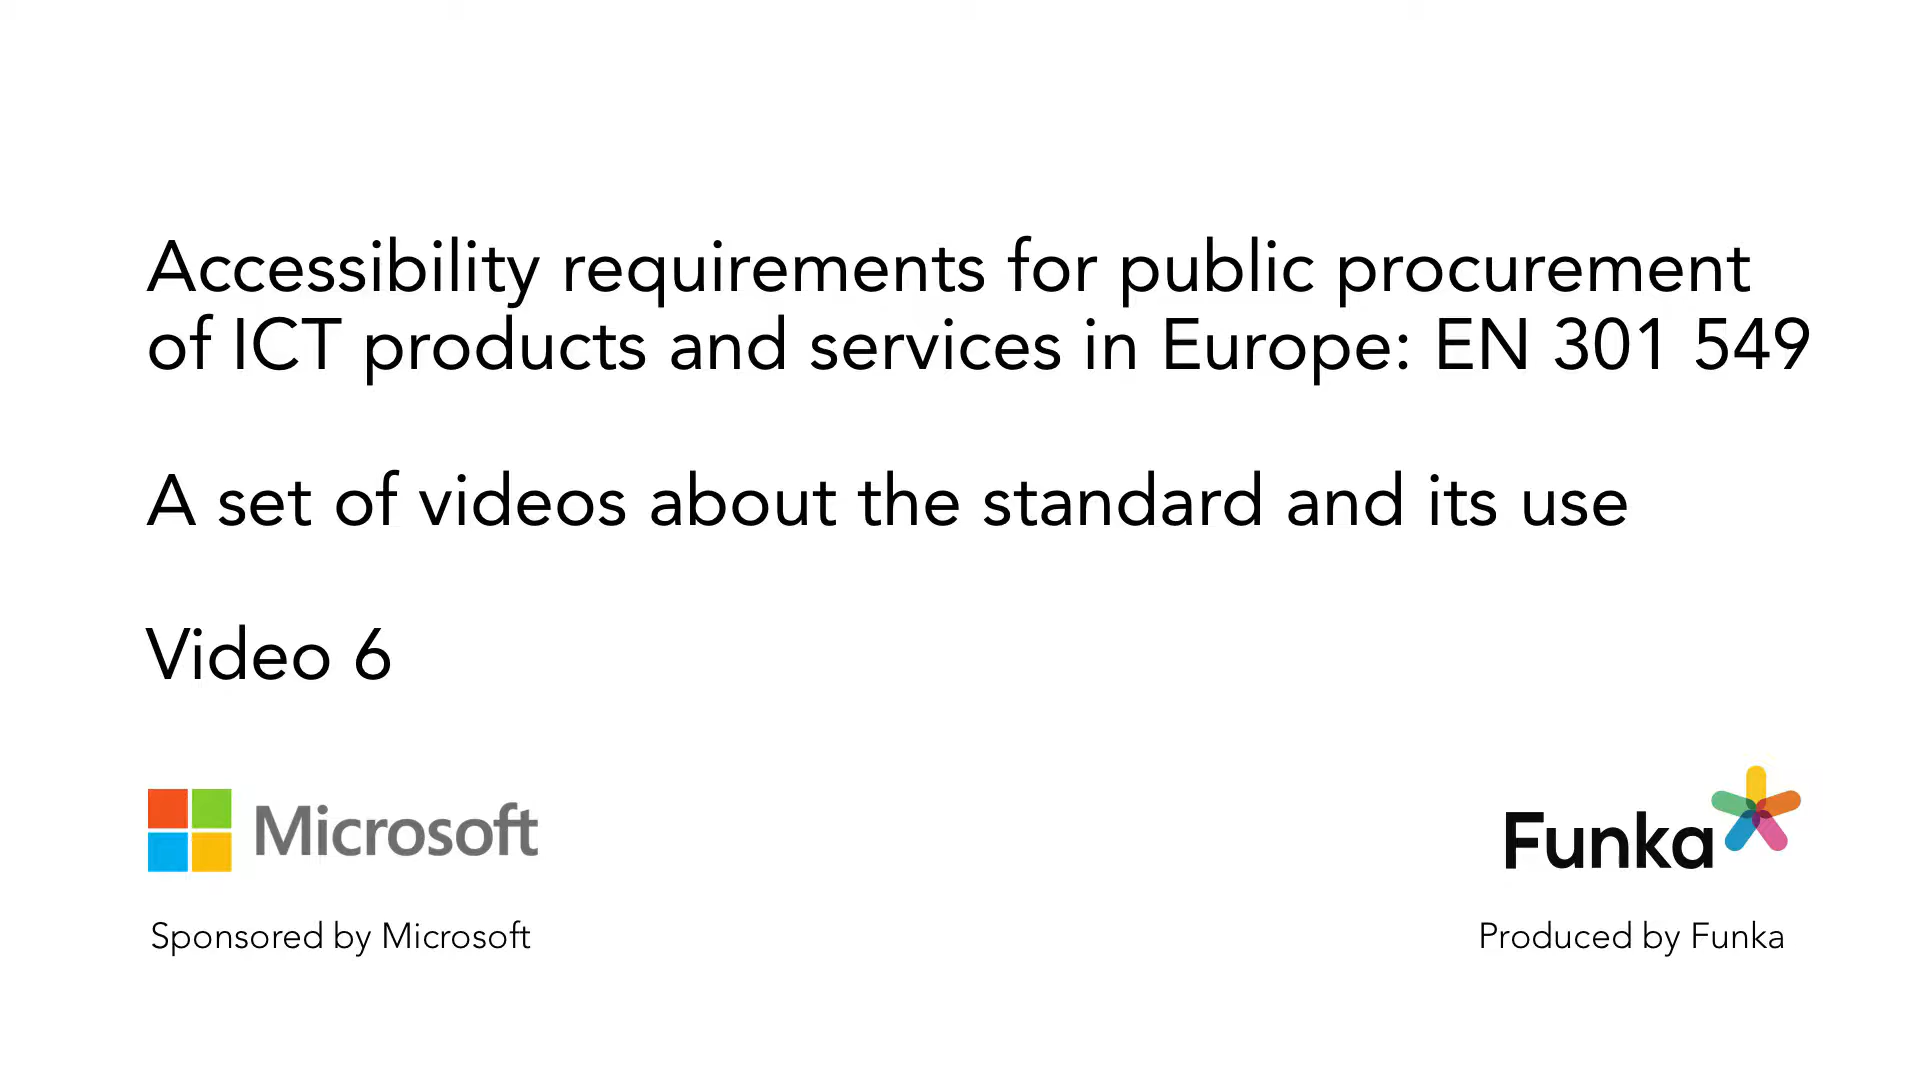 Accessibility requirements for public procurement
of ICT products and services in Europe: EN 301 549
A set of videos about the standard and its use
Video 6
Microsoft
Funka
Sponsored by Microsoft
Produced by Funka